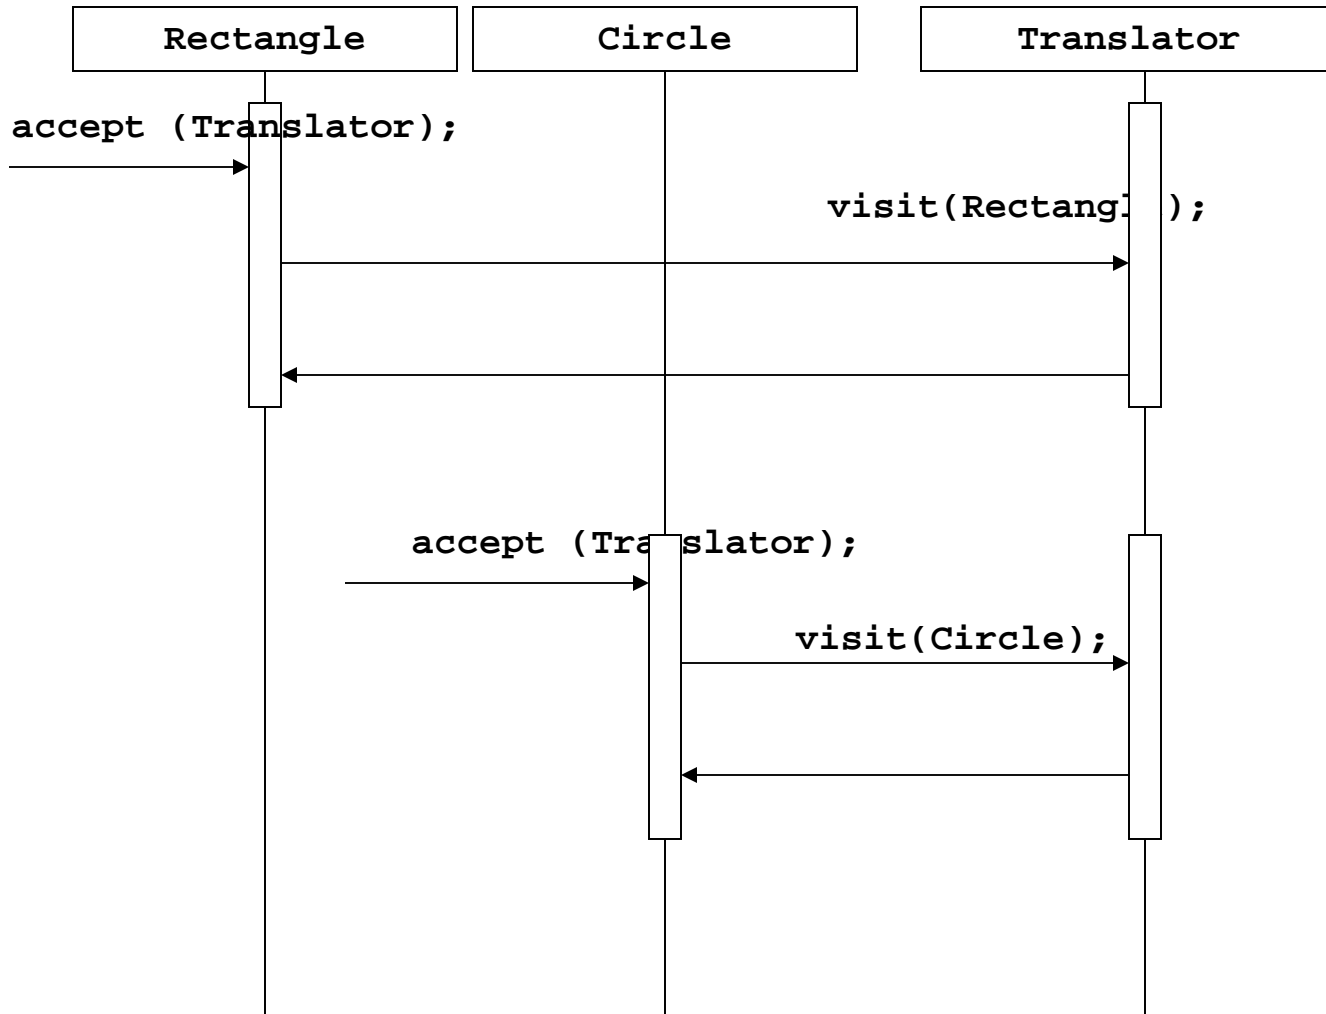 Rectangle
Circle
Translator
accept (Translator);
visit(Rectangle);
accept (Translator);
visit(Circle);